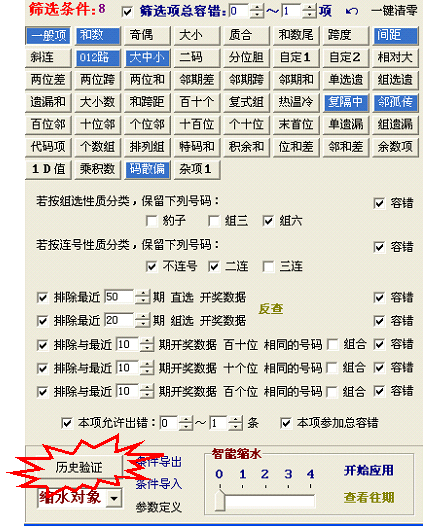 筛选条件:8 筛选项总容错:0 ～ 1 项 一键清零
一般项 和数 奇偶 大小 质合 和数尾 跨度 间距
斜连 012路 大中小 二码 分位胆 自定1 自定2 相对大
两位差 两位跨 两位和 邻期差 邻期跨 邻期和 单选遗 组选遗
遗漏和 大小数 和跨距 百十个 复式组 热温冷 复隔中 邻孤传
百位邻 十位邻 个位邻 十百位 个十位 末首位 单遗漏 组遗漏
代码项 个数组 排列组 特码和 积余和 位和差 邻和差 余数项
1D值 乘积数 码散偏 杂项1
若按组选性质分类，保留下列号码： 容错
豹子 组三 组六
若按连号性质分类，保留下列号码： 容错
不连号 二连 三连
排除最近 50 期 直选 开奖数据 容错
反查
排除最近 20 期 组选 开奖数据 容错
排除与最近 10 期开奖数据 百十位 相同的号码 组合 容错
排除与最近 10 期开奖数据 十个位 相同的号码 组合 容错
排除与最近 10 期开奖数据 百个位 相同的号码 组合 容错
本项允许出错：0 ～ 1 条 本项参加总容错
历史验证 条件导出 智能缩水
0 1 2 3 4 开始应用
条件导入
缩水对象 参数定义 查看往期